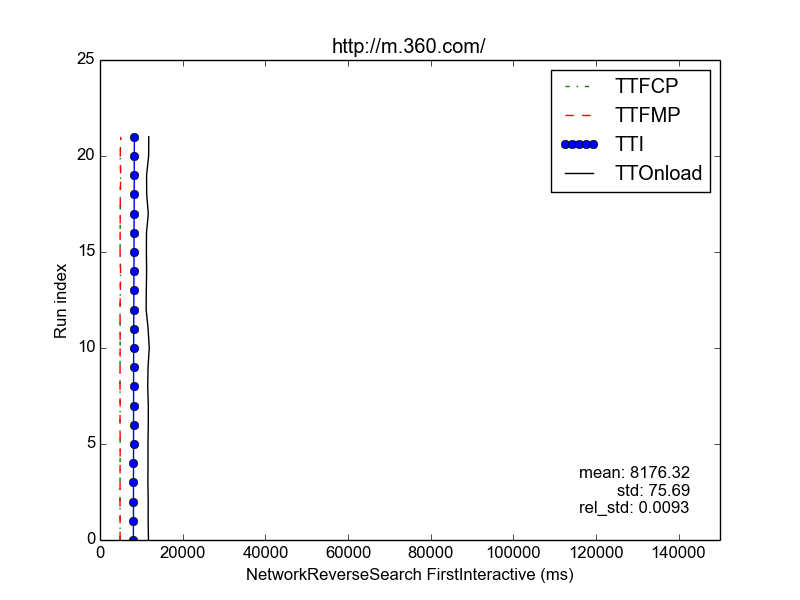 http://m.360.com/
25
20
15
10
5
0
Run index
TTFCP
TTFMP
TTI
TTOnload
mean: 8176.32
std: 75.69
rel_std: 0.0093
0 20000 40000 60000 80000 100000 120000 140000
NetworkReverseSearch FirstInteractive (ms)